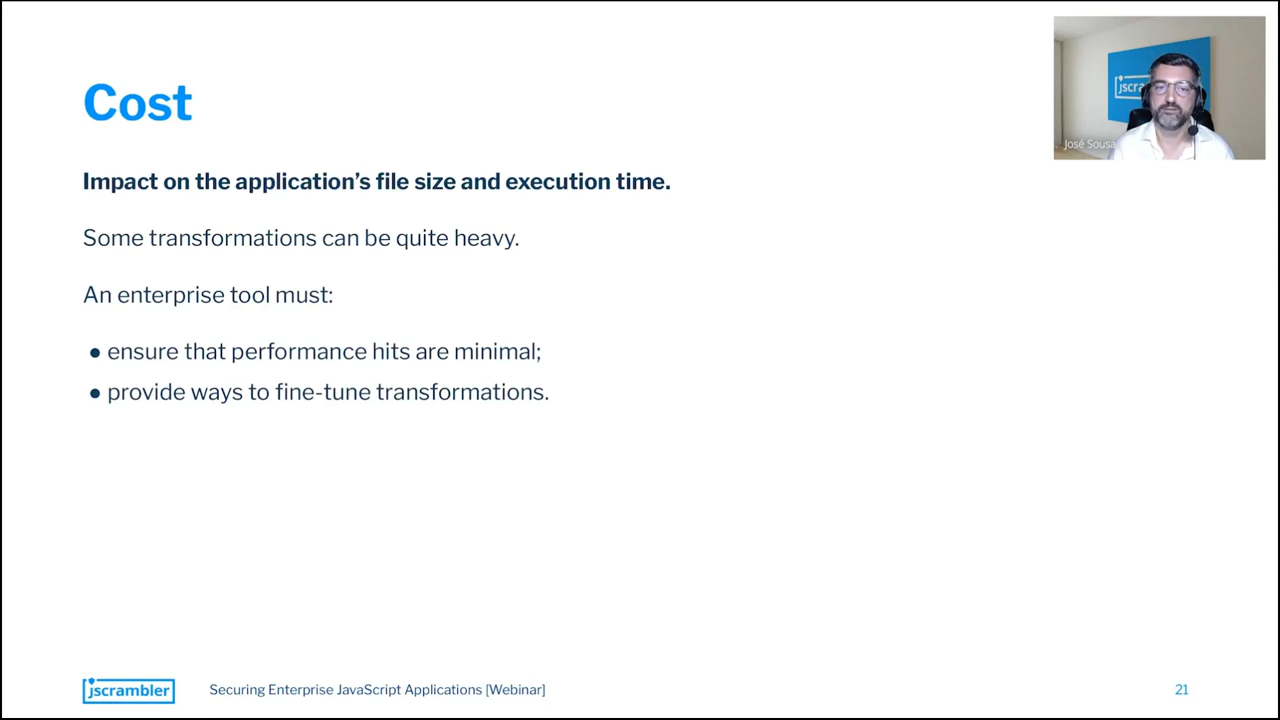 Cost
Impact on the application's file size and execution time.
Some transformations can be quite heavy.
An enterprise tool must:
● ensure that performance hits are minimal;
● provide ways to fine-tune transformations.
jscra
José Sousa
jscrambler
Securing Enterprise JavaScript Applications [Webinar]
21